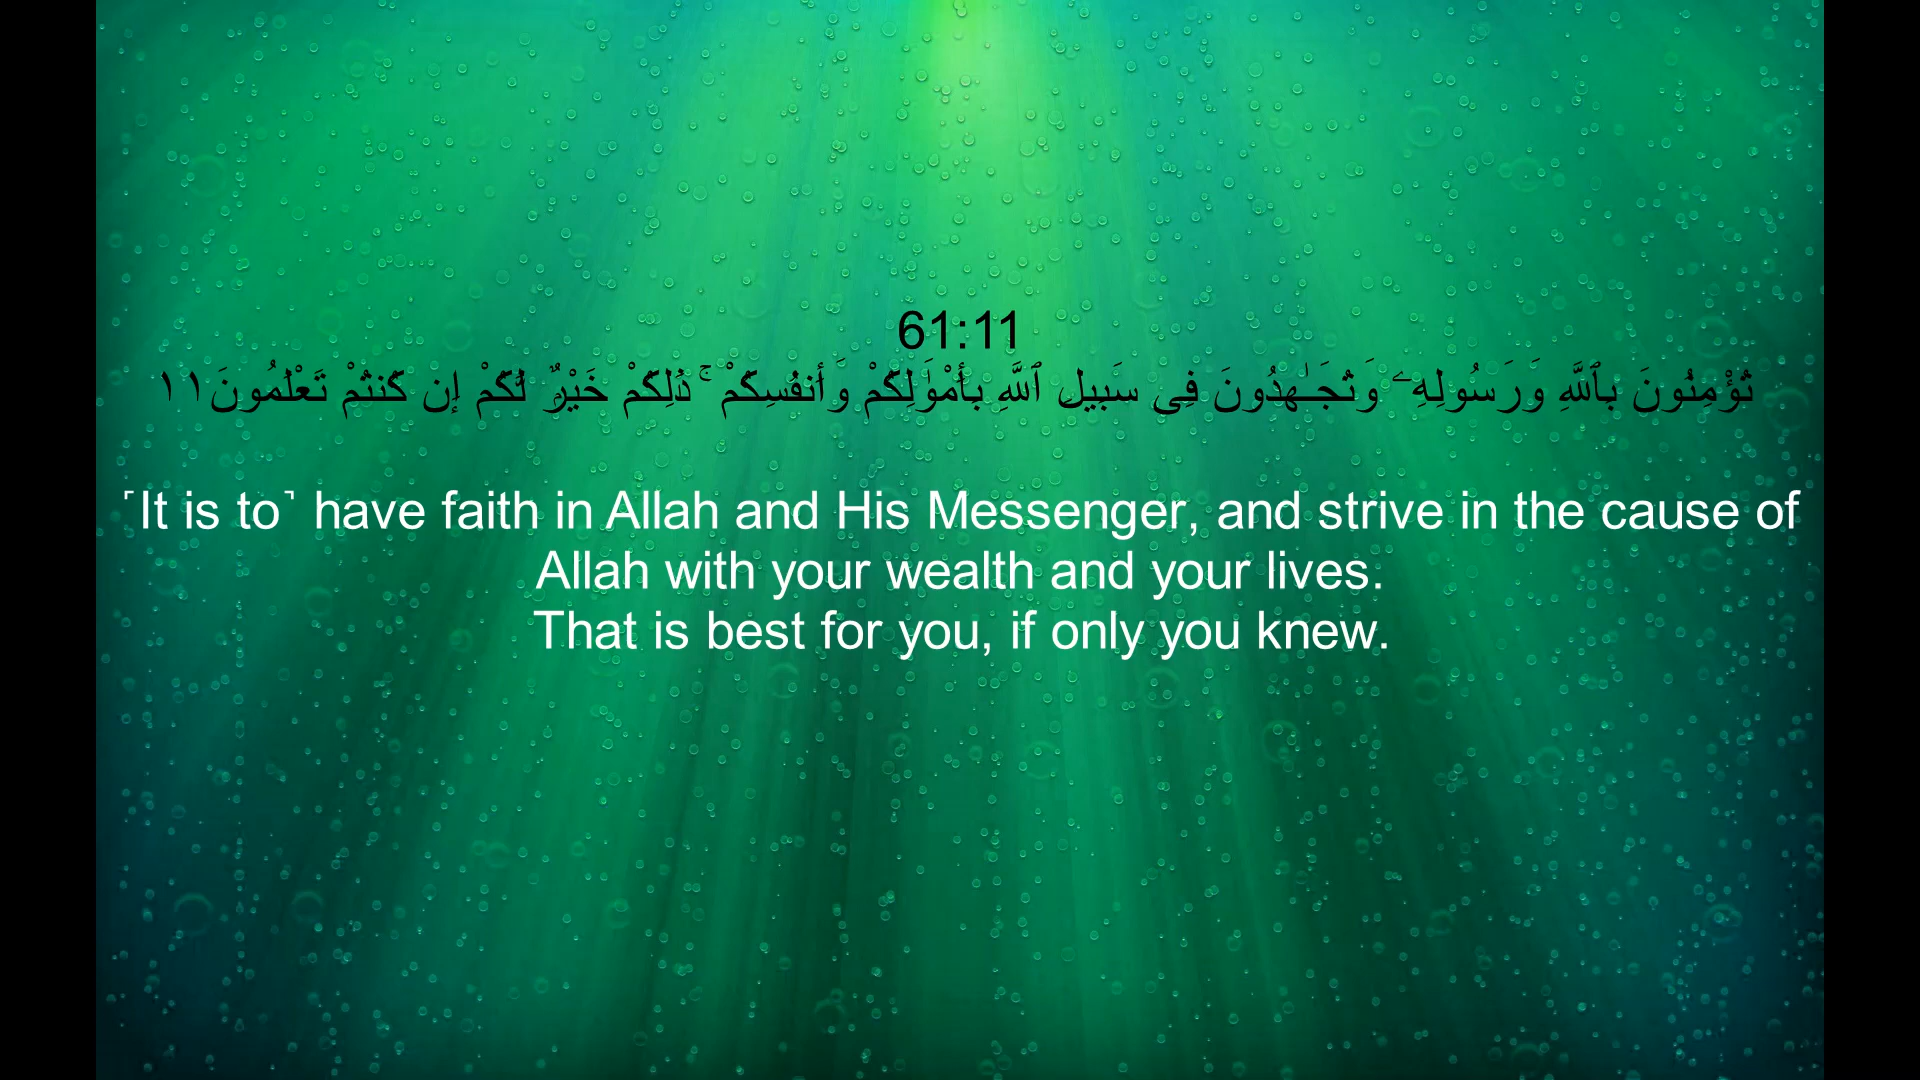 61:11
تُؤْمِنُونَ بِٱللَّهِ وَرَسُولِهِۦ وَتُجَـٰهِدُونَ فِى سَبِيلِ ٱللَّهِ بِأَمْوَٰلِكُمْ وَأَنفُسِكُمْ ۚ ذَٰلِكُمْ خَيْرٌۭ لَّكُمْ إِن كُنتُمْ تَعْلَمُونَ ١١
˹It is to˺ have faith in Allah and His Messenger, and strive in the cause of
Allah with your wealth and your lives.
That is best for you, if only you knew.